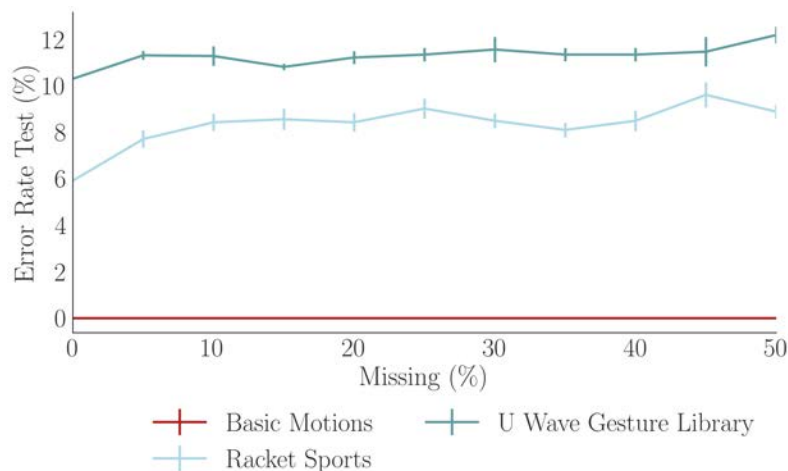 12
10
8
6
4
2
0
Error Rate Test (%)
0 10 20 30 40 50
Missing (%)
Basic Motions
U Wave Gesture Library
Racket Sports